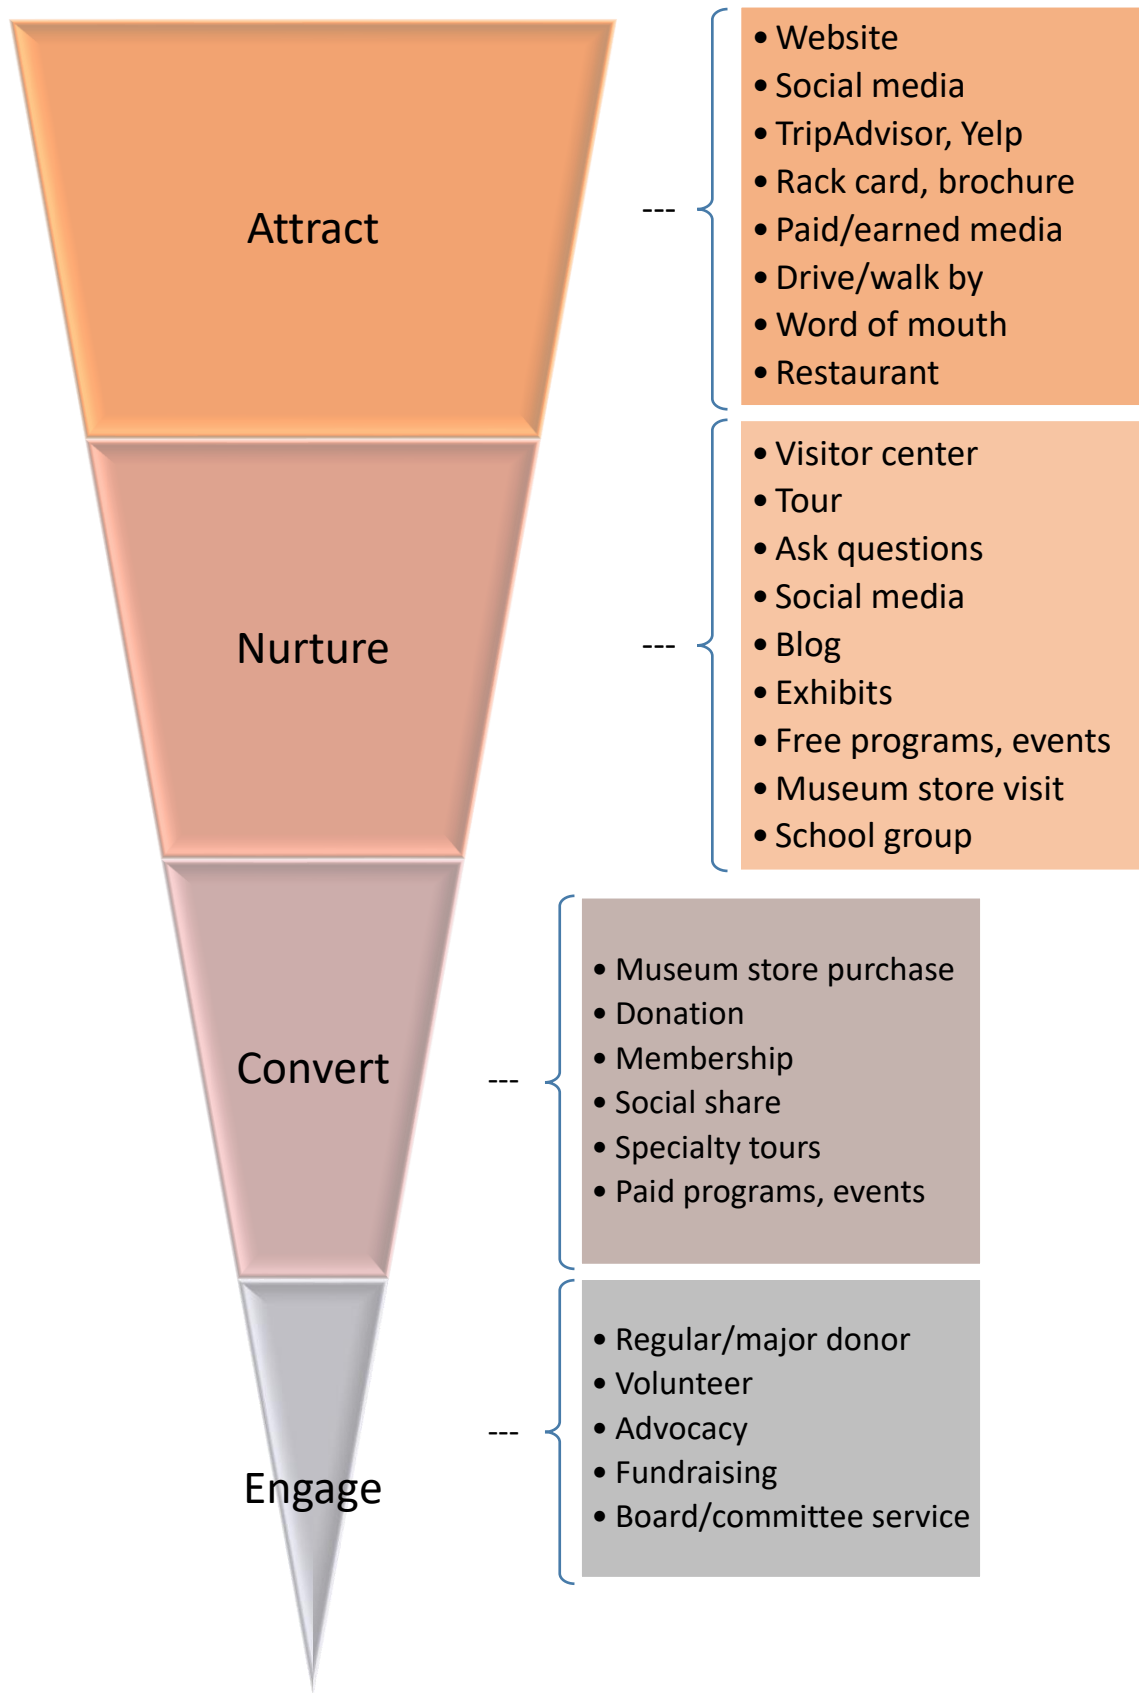 Attract
---
• Website
• Social media
• TripAdvisor, Yelp
• Rack card, brochure
• Paid/earned media
• Drive/walk by
• Word of mouth
• Restaurant
Nurture
---
• Visitor center
• Tour
• Ask questions
• Social media
• Blog
• Exhibits
• Free programs, events
• Museum store visit
• School group
Convert
---
• Museum store purchase
• Donation
• Membership
• Social share
• Specialty tours
• Paid programs, events
Engage
---
• Regular/major donor
• Volunteer
• Advocacy
• Fundraising
• Board/committee service